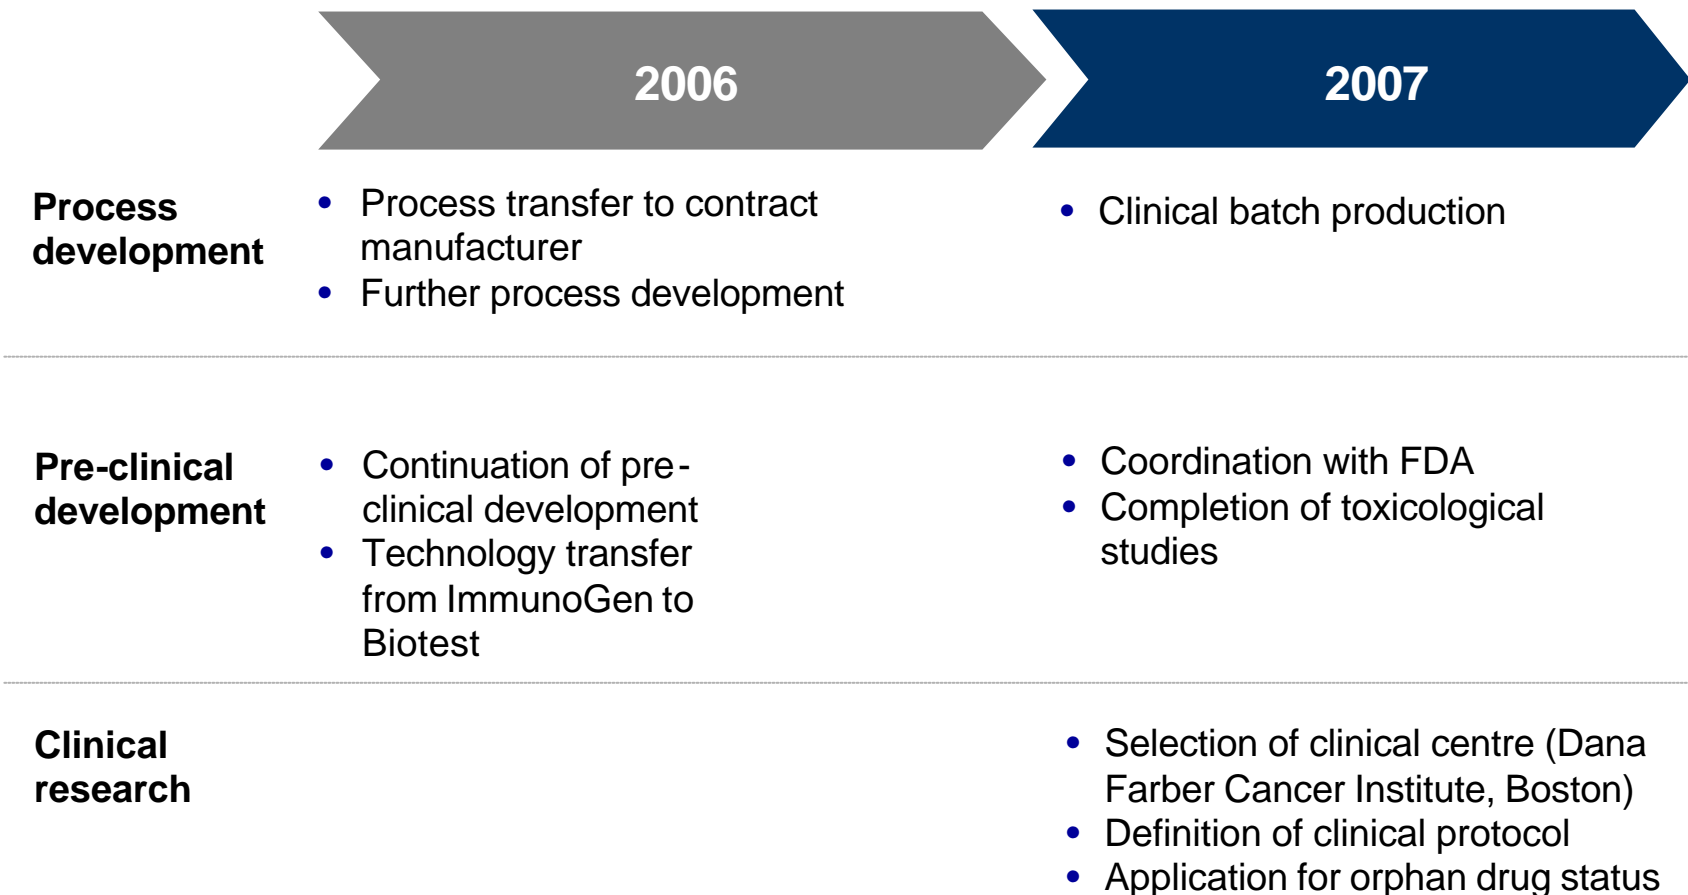 2006
2007
Process
development
• Process transfer to contract
manufacturer
• Further process development
• Clinical batch production
Pre-clinical
development
• Continuation of pre-
clinical development
• Technology transfer
from ImmunoGen to
Biotest
• Coordination with FDA
• Completion of toxicological
studies
Clinical
research
• Selection of clinical centre (Dana
Farber Cancer Institute, Boston)
• Definition of clinical protocol
• Application for orphan drug status